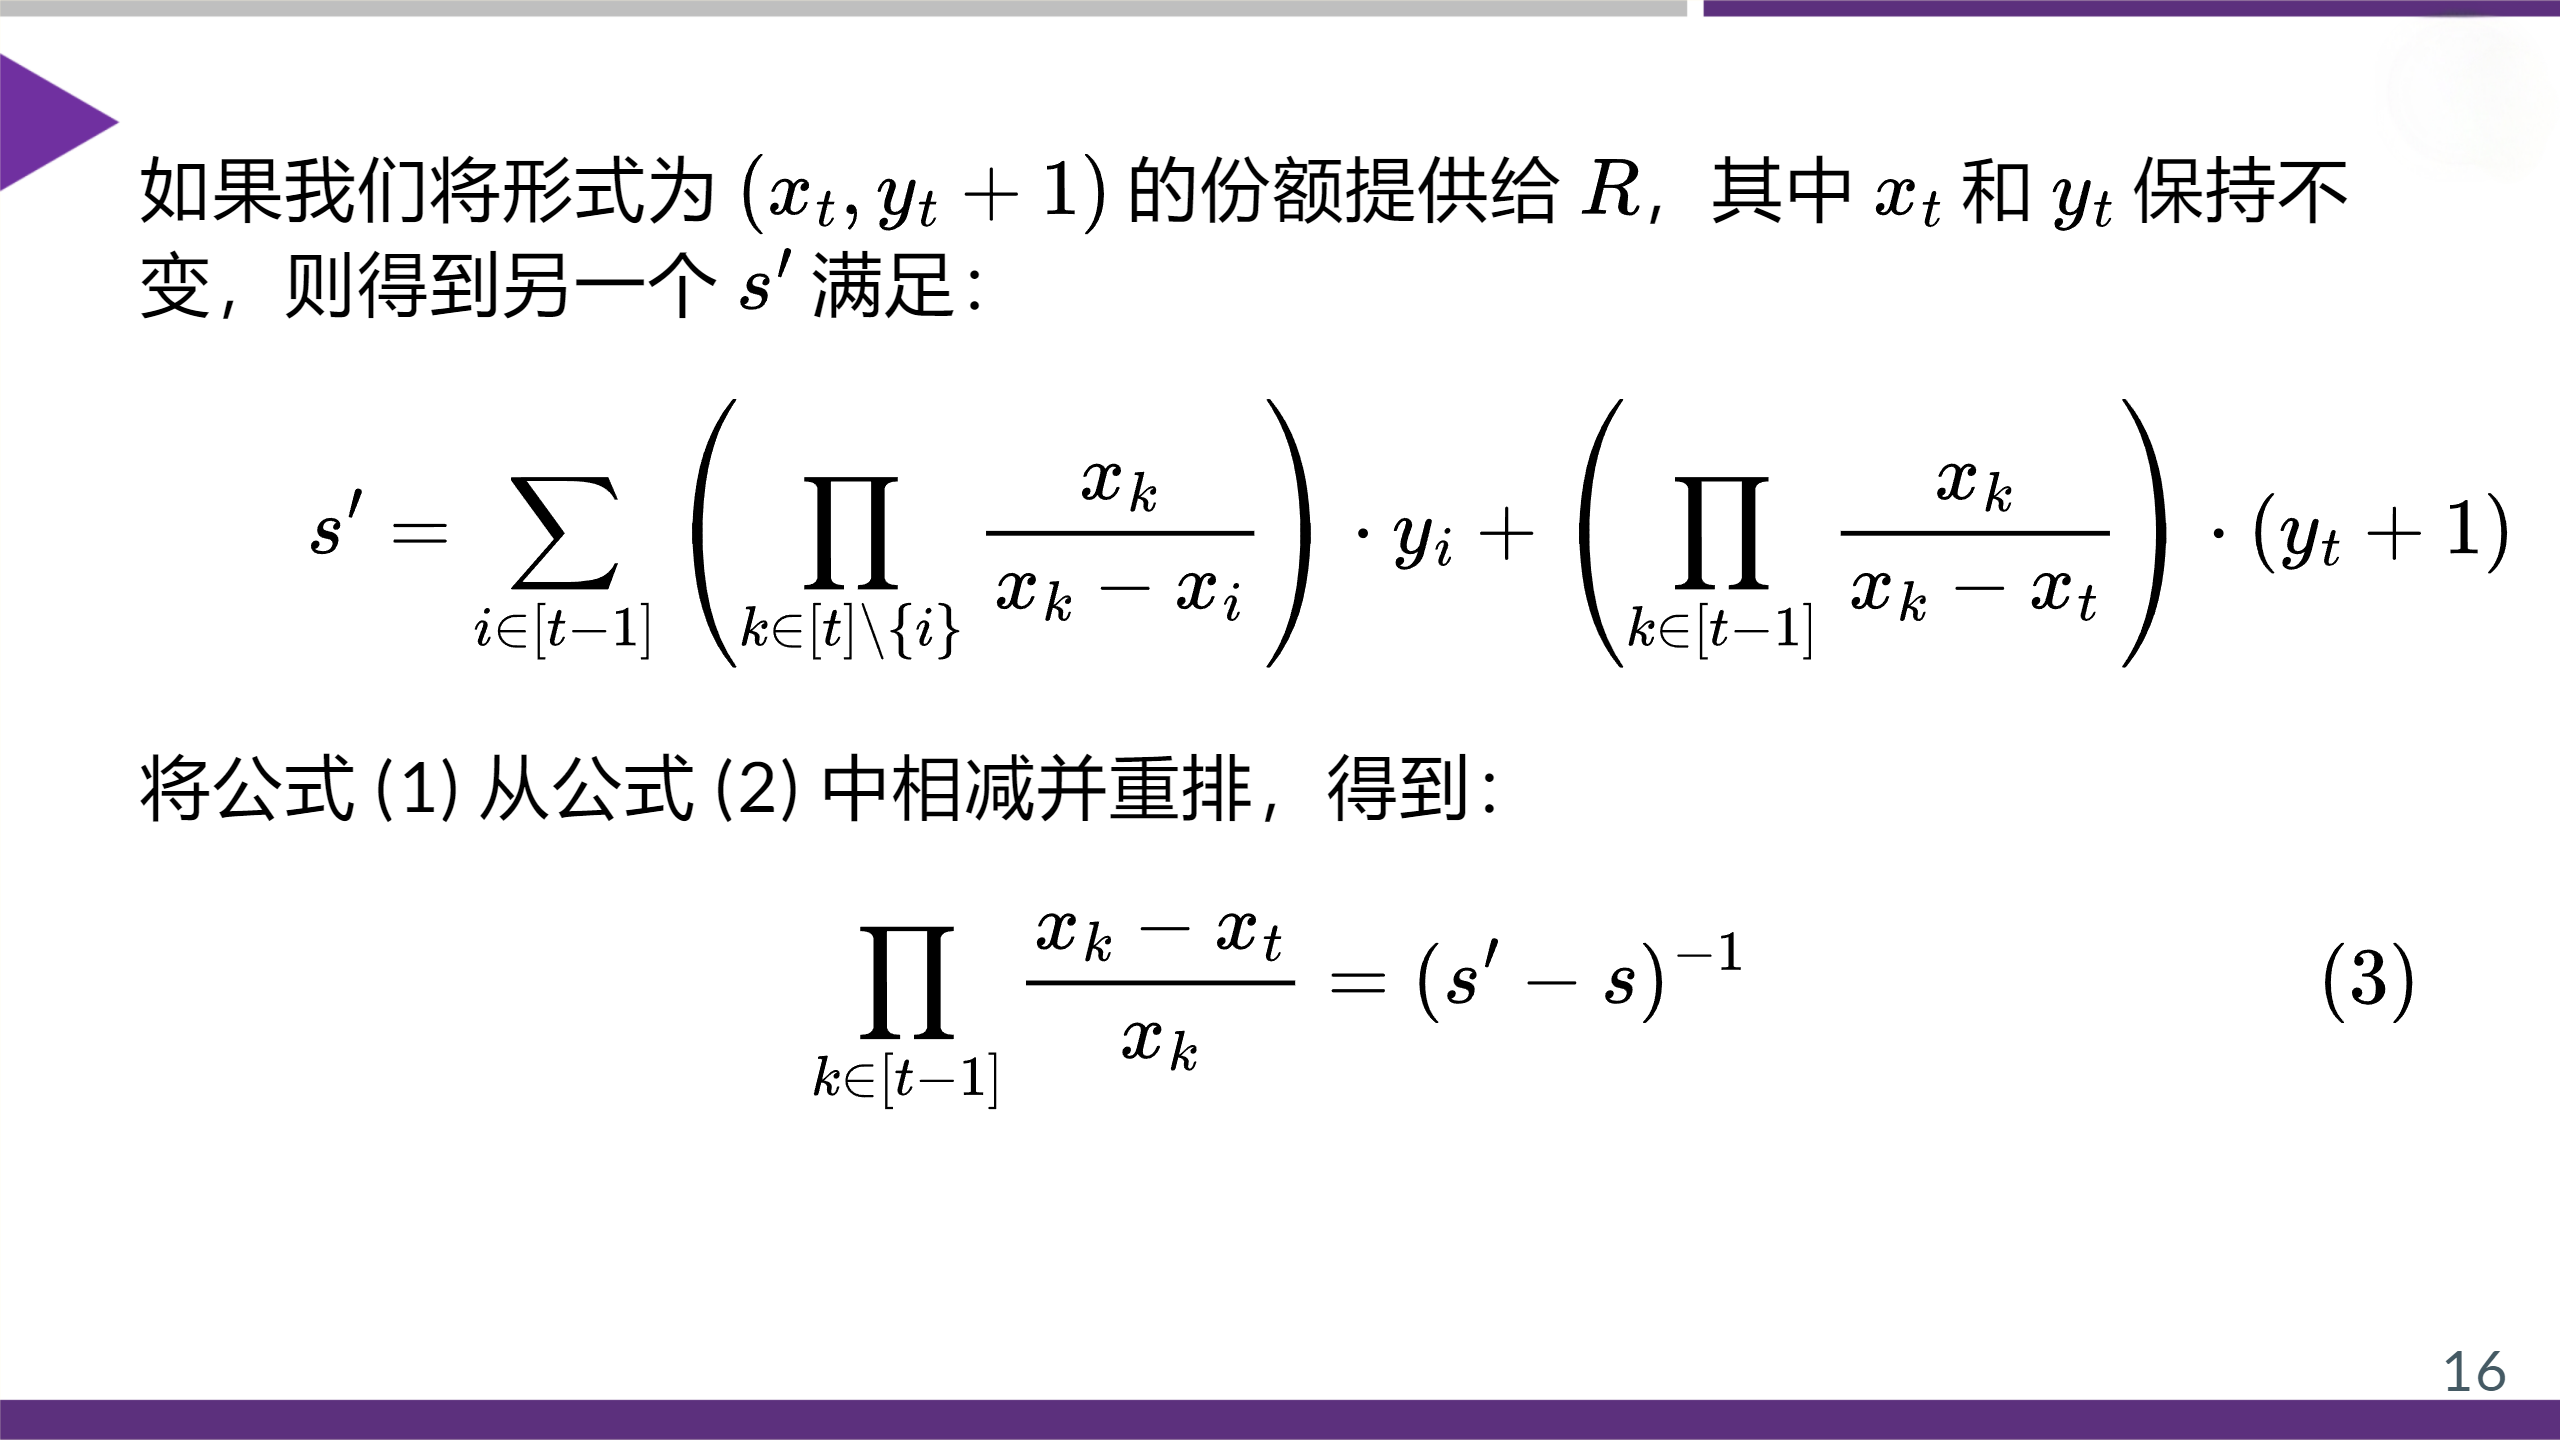 如果我们将形式为 (x_t, y_t + 1) 的份额提供给 R，其中 x_t 和 y_t 保持不
变，则得到另一个 s′ 满足：
s′ = ∑_{i∈[t−1]} ( ∏_{k∈[t]\{i}} x_k / (x_k − x_i) ) · y_i + ( ∏_{k∈[t−1]} x_k / (x_k − x_t) ) · (y_t + 1)
将公式 (1) 从公式 (2) 中相减并重排，得到：
∏_{k∈[t−1]} (x_k − x_t) / x_k = (s′ − s)^{−1} (3)
16